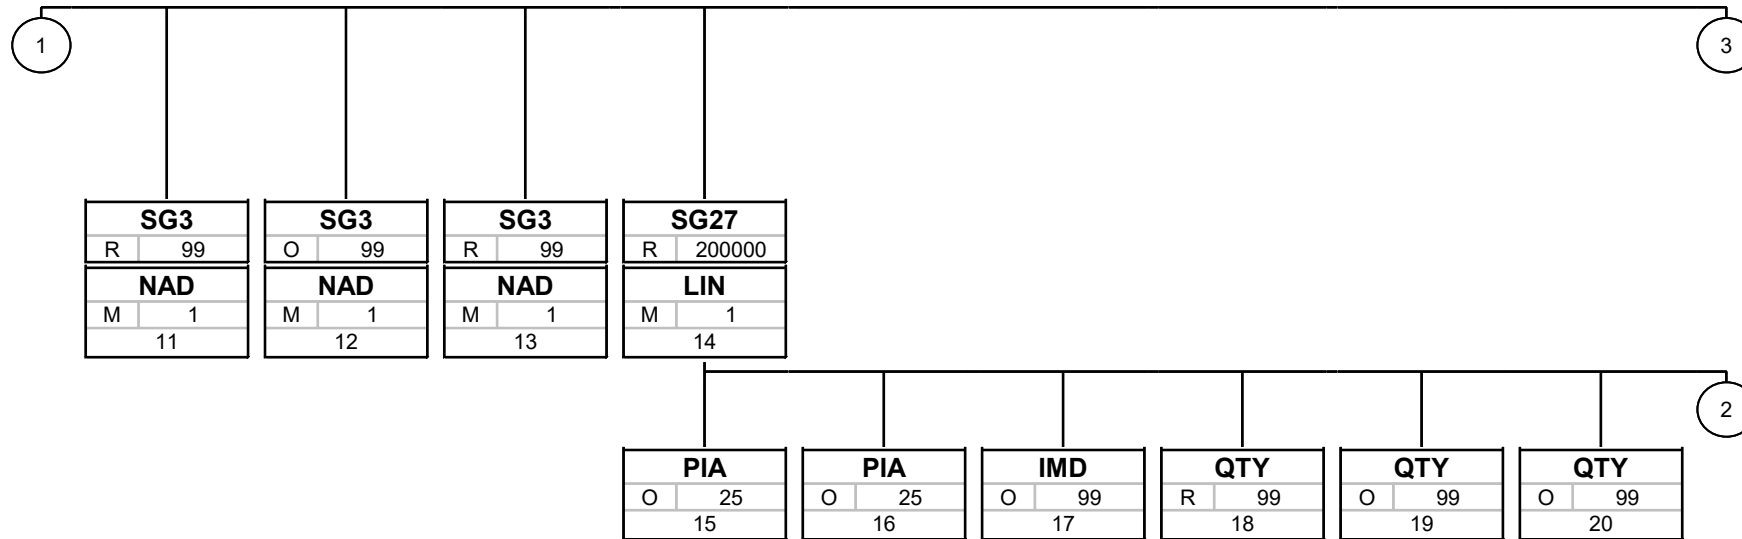 1
3
SG3 SG3 SG3 SG27
R 99 O 99 R 99 R 200000
NAD NAD NAD LIN
M 1 M 1 M 1 M 1
11 12 13 14
2
PIA PIA IMD QTY QTY QTY
O 25 O 25 O 99 R 99 O 99 O 99
15 16 17 18 19 20